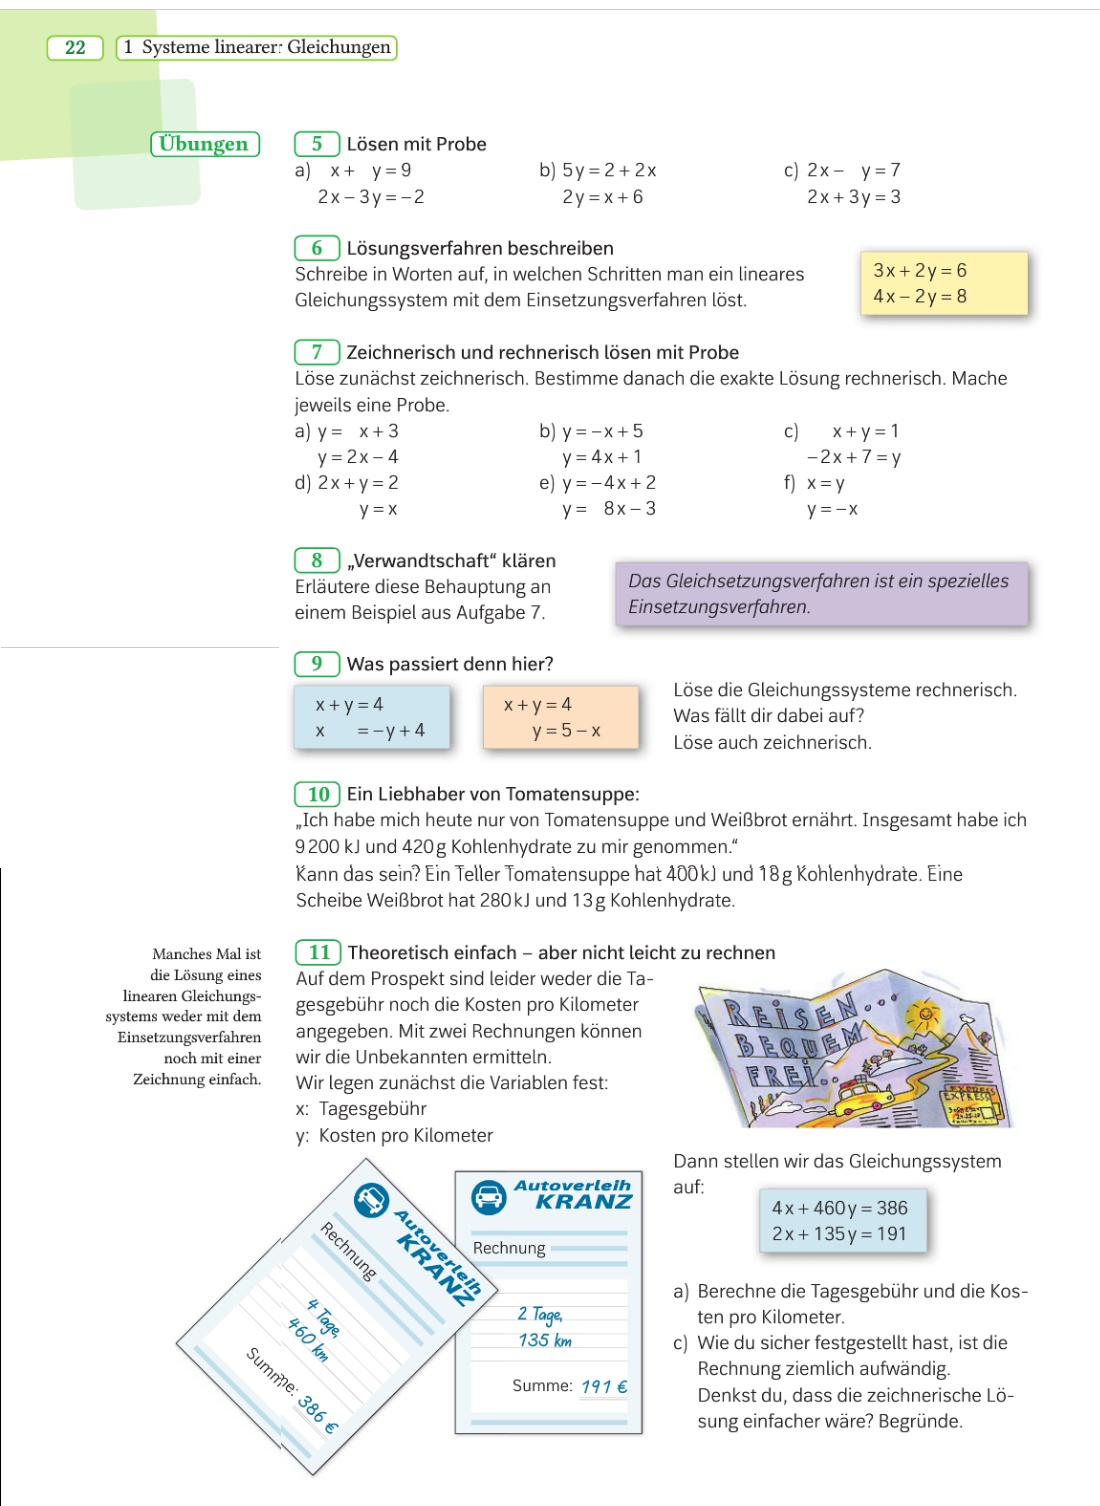 22
1 Systeme linearer Gleichungen
Übungen
5 Lösen mit Probe
a) x + y = 9
2x – 3y = –2
b) 5y = 2 + 2x
2y = x + 6
c) 2x – y = 7
2x + 3y = 3
6 Lösungsverfahren beschreiben
Schreibe in Worten auf, in welchen Schritten man ein lineares
Gleichungssystem mit dem Einsetzungsverfahren löst.
3x + 2y = 6
4x – 2y = 8
7 Zeichnerisch und rechnerisch lösen mit Probe
Löse zunächst zeichnerisch. Bestimme danach die exakte Lösung rechnerisch. Mache
jeweils eine Probe.
a) y = x + 3
y = 2x – 4
b) y = –x + 5
y = 4x + 1
c) x + y = 1
–2x + 7 = y
d) 2x + y = 2
y = x
e) y = –4x + 2
y = 8x – 3
f) x = y
y = –x
8 „Verwandtschaft“ klären
Erläutere diese Behauptung an
einem Beispiel aus Aufgabe 7.
Das Gleichsetzungsverfahren ist ein spezielles
Einsetzungsverfahren.
9 Was passiert denn hier?
x + y = 4
x = –y + 4
x + y = 4
y = 5 – x
Löse die Gleichungssysteme rechnerisch.
Was fällt dir dabei auf?
Löse auch zeichnerisch.
10 Ein Liebhaber von Tomatensuppe:
„Ich habe mich heute nur von Tomatensuppe und Weißbrot ernährt. Insgesamt habe ich
9 200 kJ und 420 g Kohlenhydrate zu mir genommen.“
Kann das sein? Ein Teller Tomatensuppe hat 400 kJ und 18 g Kohlenhydrate. Eine
Scheibe Weißbrot hat 280 kJ und 13 g Kohlenhydrate.
Manches Mal ist
die Lösung eines
linearen Gleichungs-
systems weder mit dem
Einsetzungsverfahren
noch mit einer
Zeichnung einfach.
11 Theoretisch einfach – aber nicht leicht zu rechnen
Auf dem Prospekt sind leider weder die Ta-
gesgebühr noch die Kosten pro Kilometer
angegeben. Mit zwei Rechnungen können
wir die Unbekannten ermitteln.
Wir legen zunächst die Variablen fest:
x: Tagesgebühr
y: Kosten pro Kilometer
REISEN...
BEQUEM
FREI..
EXPRESS
EXPRESS
Autoverleih
KRANZ
Rechnung
4 Tage,
460 km
Summe: 386 €
Autoverleih
KRANZ
Rechnung
2 Tage,
135 km
Summe: 191 €
Dann stellen wir das Gleichungssystem
auf:
4x + 460y = 386
2x + 135y = 191
a) Berechne die Tagesgebühr und die Kos-
ten pro Kilometer.
c) Wie du sicher festgestellt hast, ist die
Rechnung ziemlich aufwändig.
Denkst du, dass die zeichnerische Lö-
sung einfacher wäre? Begründe.